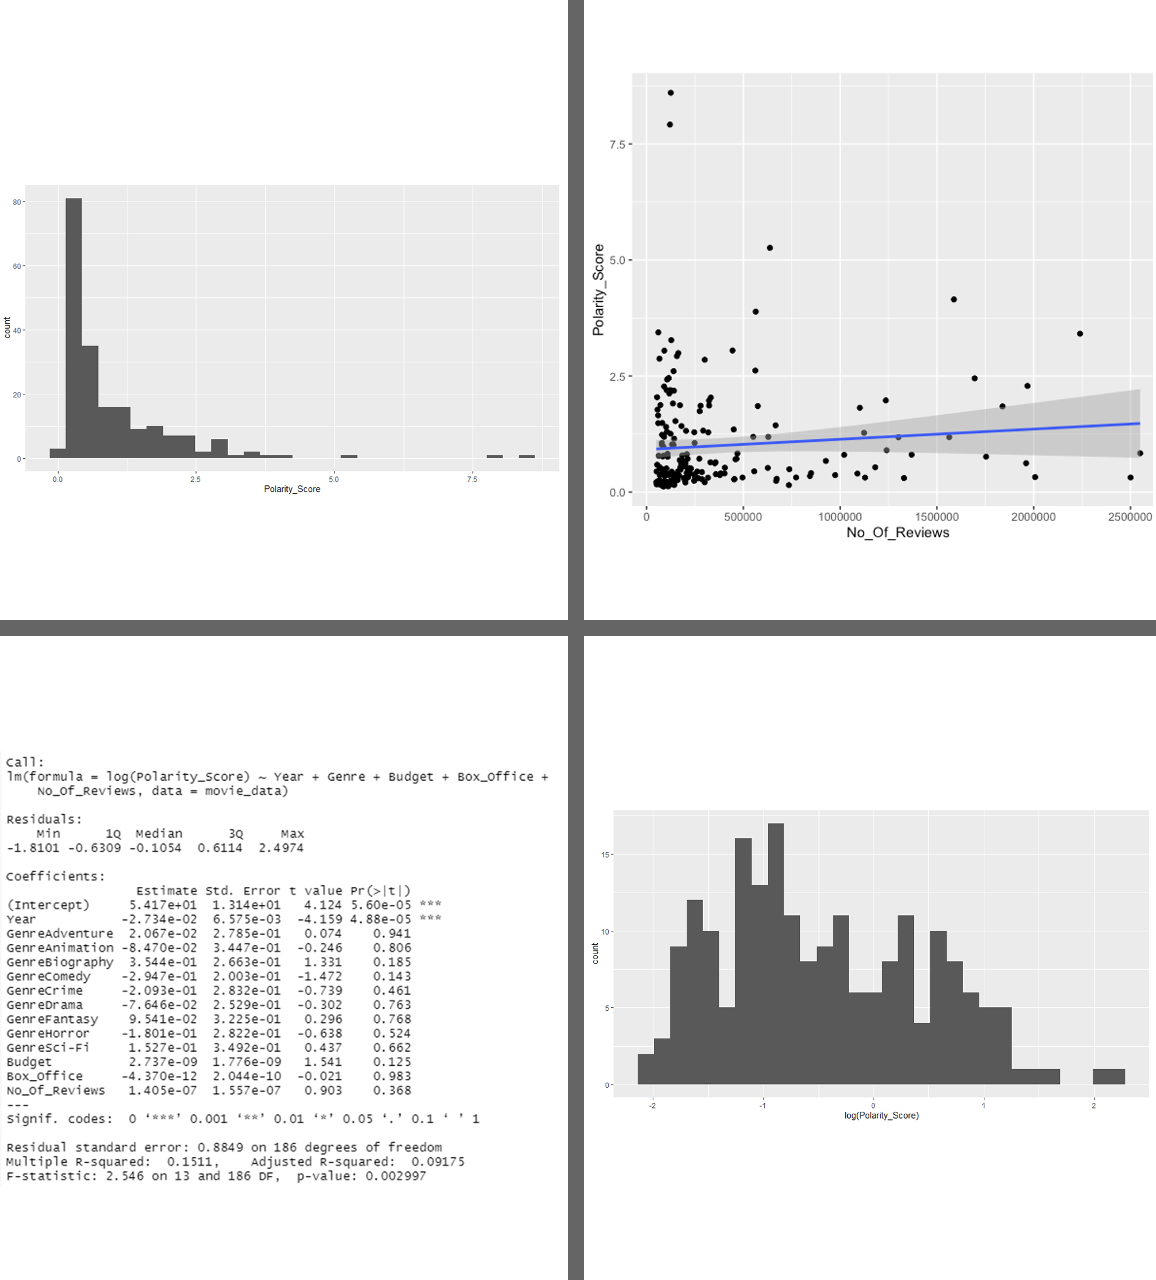 80
60
40
20
0
count
0.0 2.5 5.0 7.5
Polarity_Score
7.5
5.0
2.5
0.0
Polarity_Score
0 500000 1000000 1500000 2000000 2500000
No_Of_Reviews
Call:
lm(formula = log(Polarity_Score) ~ Year + Genre + Budget + Box_Office +
No_Of_Reviews, data = movie_data)
Residuals:
Min 1Q Median 3Q Max
-1.8101 -0.6309 -0.1054 0.6114 2.4974
Coefficients:
Estimate Std. Error t value Pr(>|t|)
(Intercept) 5.417e+01 1.314e+01 4.124 5.60e-05 ***
Year -2.734e-02 6.575e-03 -4.159 4.88e-05 ***
GenreAdventure 2.067e-02 2.785e-01 0.074 0.941
GenreAnimation -8.470e-02 3.447e-01 -0.246 0.806
GenreBiography 3.544e-01 2.663e-01 1.331 0.185
GenreComedy -2.947e-01 2.003e-01 -1.472 0.143
GenreCrime -2.093e-01 2.832e-01 -0.739 0.461
GenreDrama -7.646e-02 2.529e-01 -0.302 0.763
GenreFantasy 9.541e-02 3.225e-01 0.296 0.768
GenreHorror -1.801e-01 2.822e-01 -0.638 0.524
GenreSci-Fi 1.527e-01 3.492e-01 0.437 0.662
Budget 2.737e-09 1.776e-09 1.541 0.125
Box_Office -4.370e-12 2.044e-10 -0.021 0.983
No_Of_Reviews 1.405e-07 1.557e-07 0.903 0.368
---
Signif. codes: 0 ‘***’ 0.001 ‘**’ 0.01 ‘*’ 0.05 ‘.’ 0.1 ‘ ’ 1
Residual standard error: 0.8849 on 186 degrees of freedom
Multiple R-squared: 0.1511, Adjusted R-squared: 0.09175
F-statistic: 2.546 on 13 and 186 DF, p-value: 0.002997
15
10
5
0
count
-2 -1 0 1 2
log(Polarity_Score)